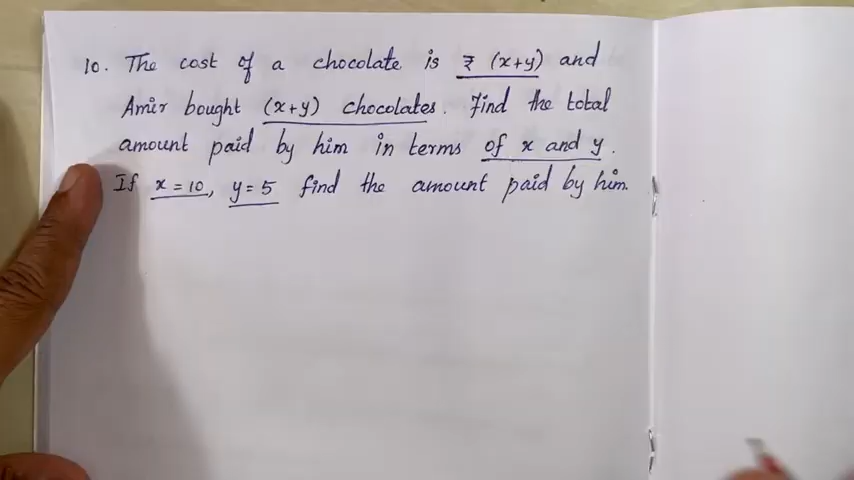 10. The cost of a chocolate is ₹ (x+y) and
Amir bought (x+y) chocolates. Find the total
amount paid by him in terms of x and y.
If x = 10, y = 5 find the amount paid by him.